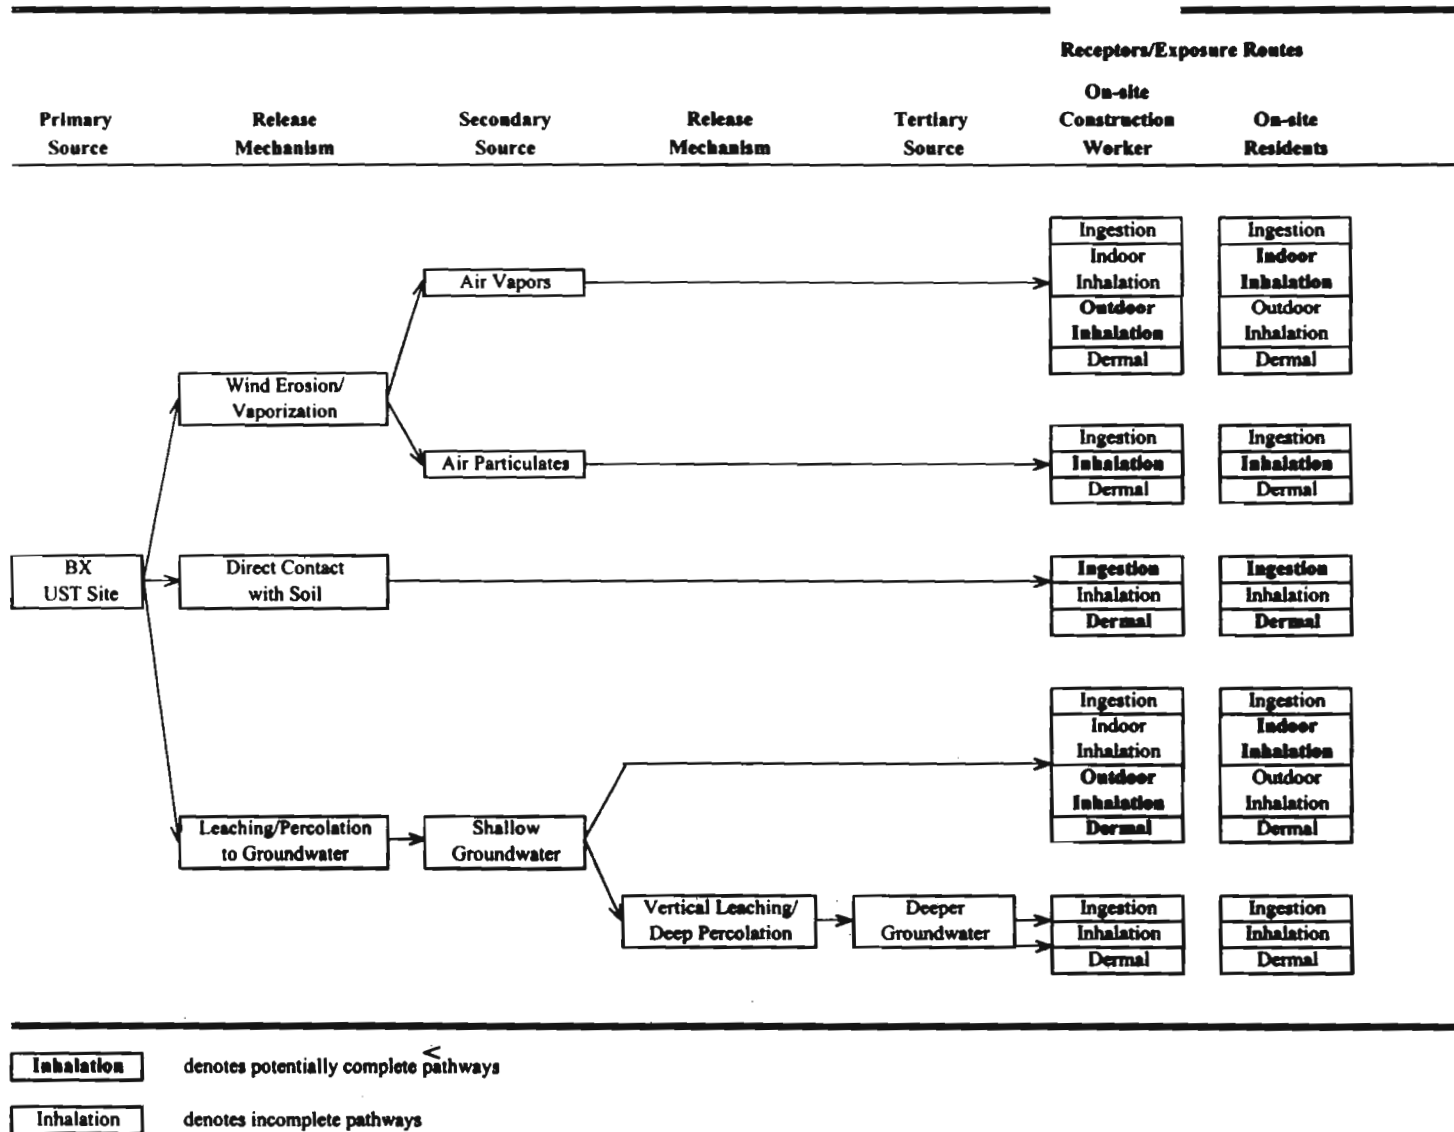 Receptors/Exposure Routes
On-site
Primary Release Secondary Release Tertiary Construction On-site
Source Mechanism Source Mechanism Source Worker Residents
Ingestion Ingestion
Indoor Indoor
Air Vapors Inhalation Inhalation
Outdoor Outdoor
Inhalation Inhalation
Dermal Dermal
Wind Erosion/
Vaporization
Ingestion Ingestion
Air Particulates Inhalation Inhalation
Dermal Dermal
BX Direct Contact Ingestion Ingestion
UST Site with Soil Inhalation Inhalation
Dermal Dermal
Ingestion Ingestion
Indoor Indoor
Inhalation Inhalation
Outdoor Outdoor
Inhalation Inhalation
Leaching/Percolation Shallow Dermal Dermal
to Groundwater Groundwater
Vertical Leaching/ Deeper Ingestion Ingestion
Deep Percolation Groundwater Inhalation Inhalation
Dermal Dermal
Inhalation denotes potentially complete pathways
Inhalation denotes incomplete pathways